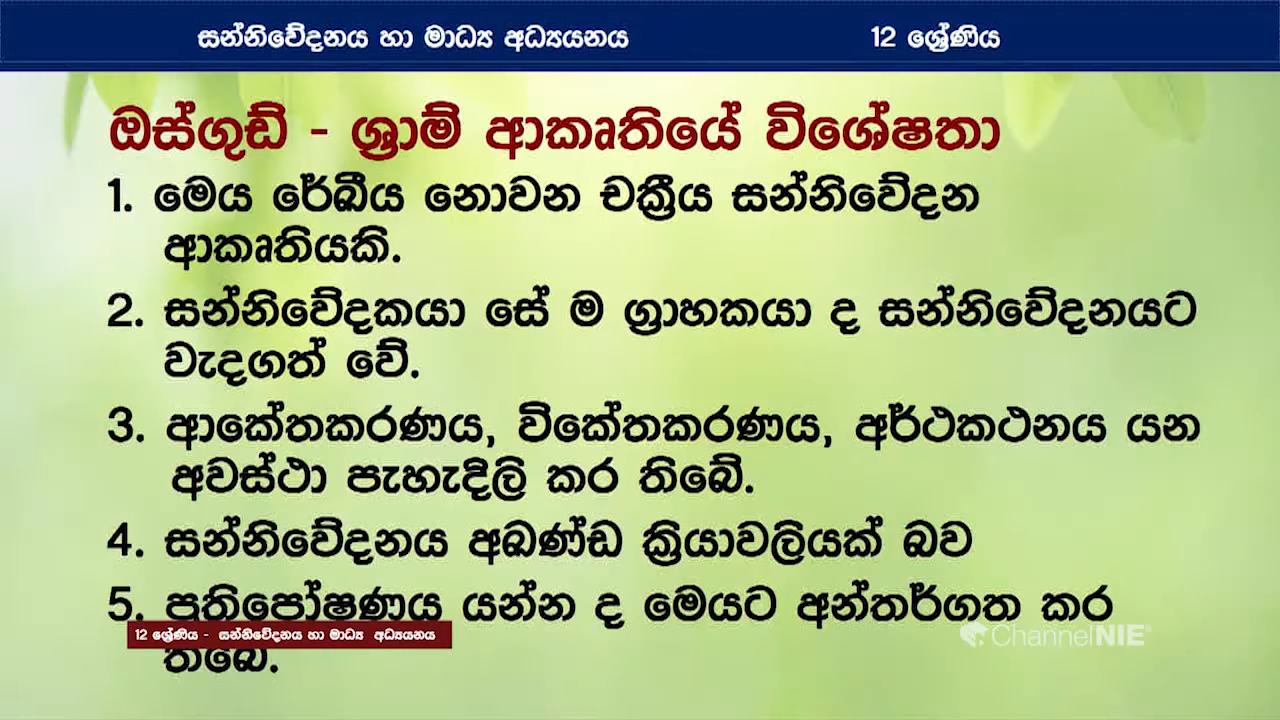 සන්නිවේදනය හා මාධ්‍ය අධ්‍යයනය 12 ශ්‍රේණිය
ඔස්ගුඩ් - ශ්‍රාම් ආකෘතියේ විශේෂතා
1. මෙය රේඛීය නොවන චක්‍රීය සන්නිවේදන
ආකෘතියකි.
2. සන්නිවේදකයා සේ ම ග්‍රාහකයා ද සන්නිවේදනයට
වැදගත් වේ.
3. ආකේතකරණය, විකේතකරණය, අර්ථකථනය යන
අවස්ථා පැහැදිලි කර තිබේ.
4. සන්නිවේදනය අඛණ්ඩ ක්‍රියාවලියක් බව
5. ප්‍රතිපෝෂණය යන්න ද මෙයට අන්තර්ගත කර
12 ශ්‍රේණිය - සන්නිවේදනය හා මාධ්‍ය අධ්‍යයනය
ChannelNIE
තිබේ.